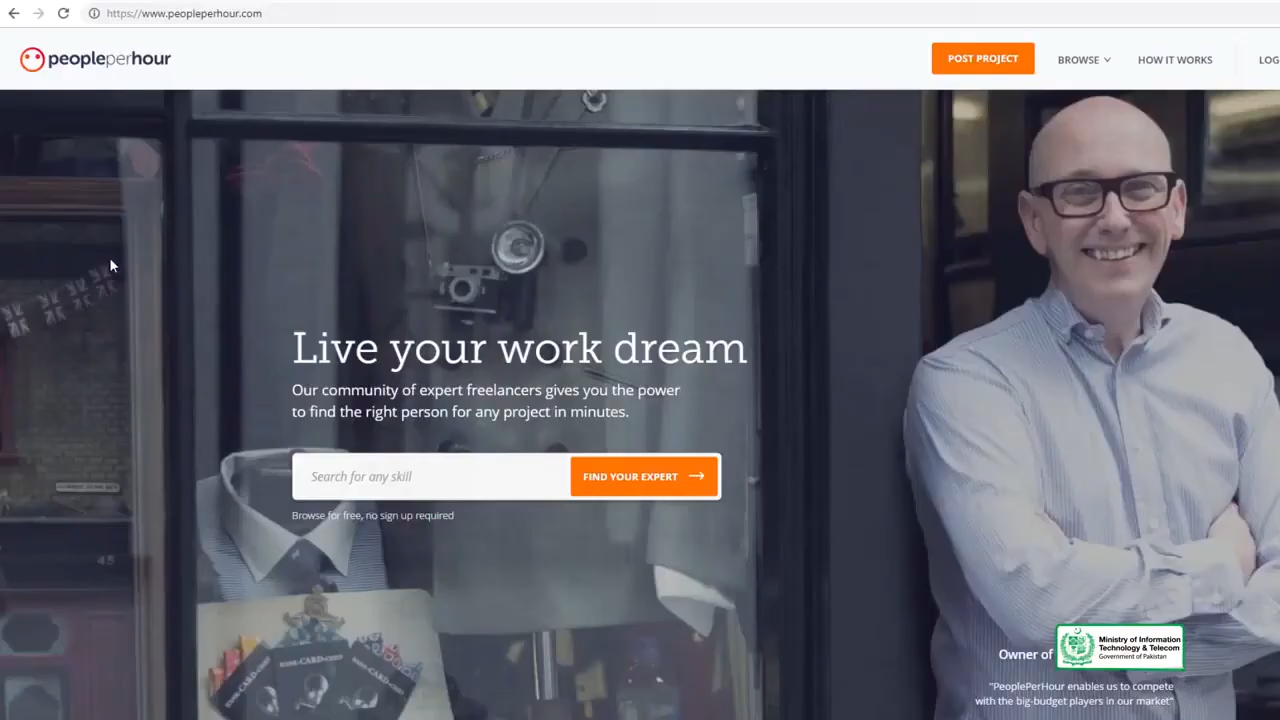 https://www.peopleperhour.com
peopleperhour
POST PROJECT
BROWSE
HOW IT WORKS
LOG
Live your work dream
Our community of expert freelancers gives you the power
to find the right person for any project in minutes.
Search for any skill
FIND YOUR EXPERT
Browse for free, no sign up required
45
Owner of
Ministry of Information
Technology & Telecom
Government of Pakistan
"PeoplePerHour enables us to compete
with the big-budget players in our market"